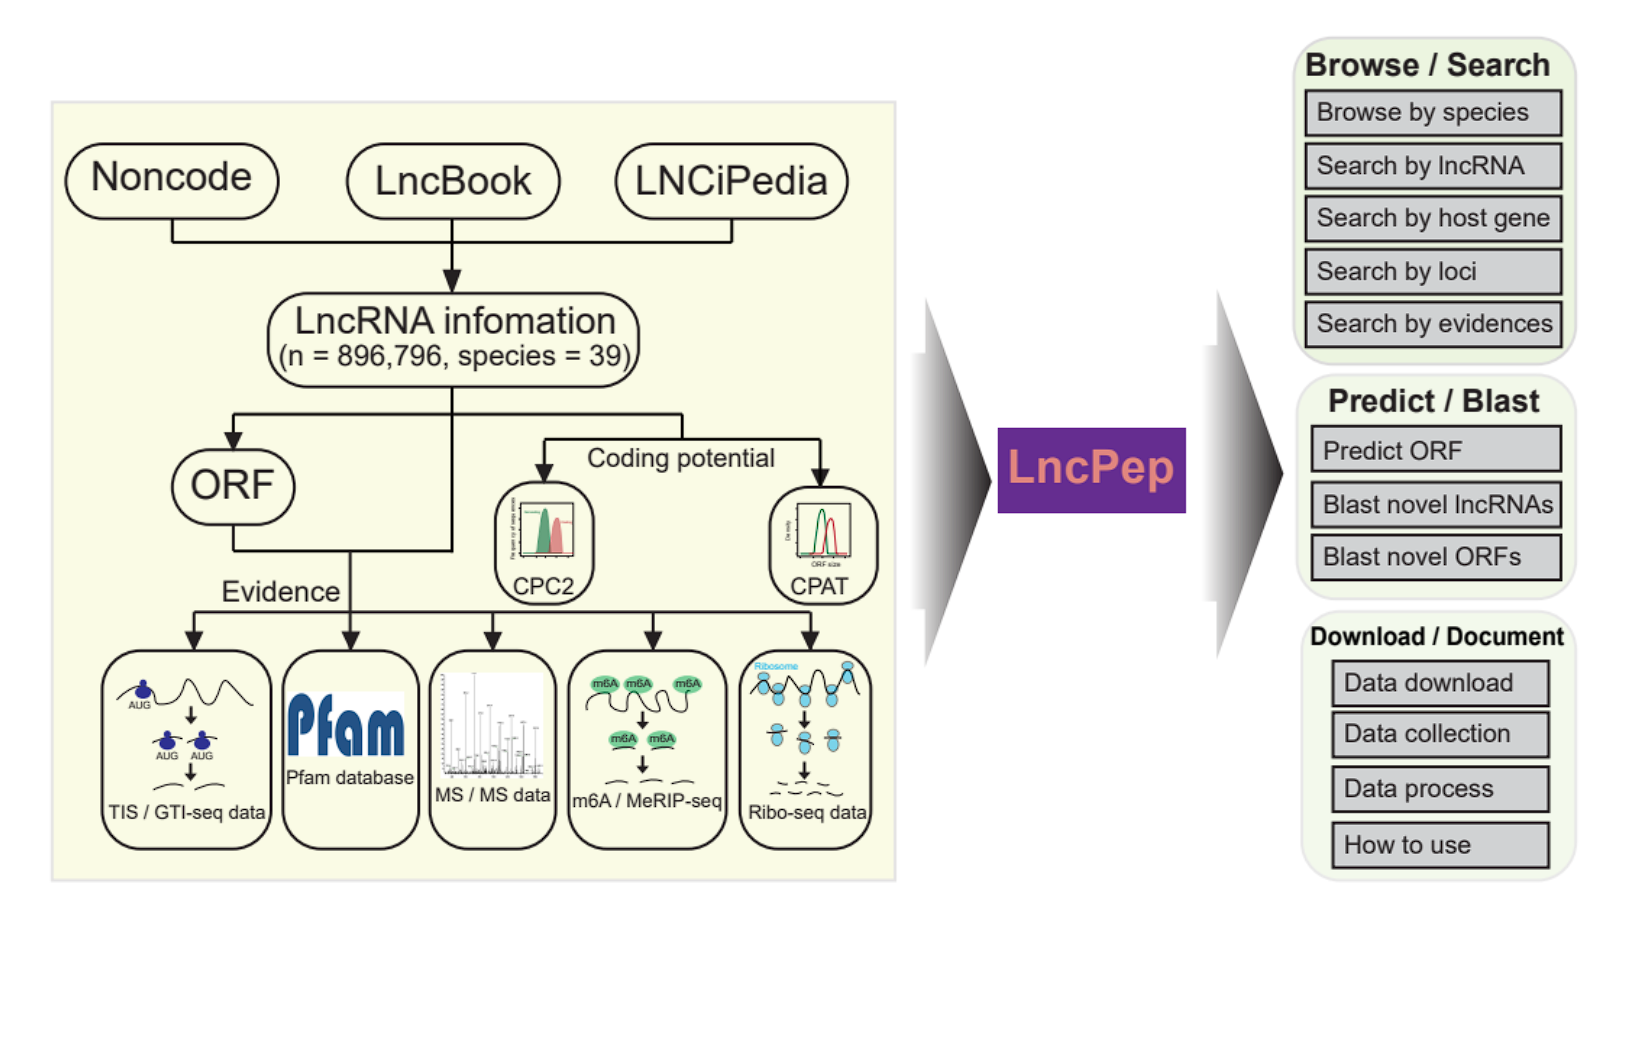 Noncode
LncBook
LNCiPedia
LncRNA infomation
(n = 896,796, species = 39)
ORF
Coding potential
CPC2
ORF size
Density
CPAT
Evidence
AUG
AUG
AUG
TIS / GTI-seq data
Pfam
Pfam database
MS / MS data
m6A
m6A
m6A
m6A
m6A
m6A / MeRIP-seq
Ribosome
Ribo-seq data
LncPep
Browse / Search
Browse by species
Search by lncRNA
Search by host gene
Search by loci
Search by evidences
Predict / Blast
Predict ORF
Blast novel lncRNAs
Blast novel ORFs
Download / Document
Data download
Data collection
Data process
How to use